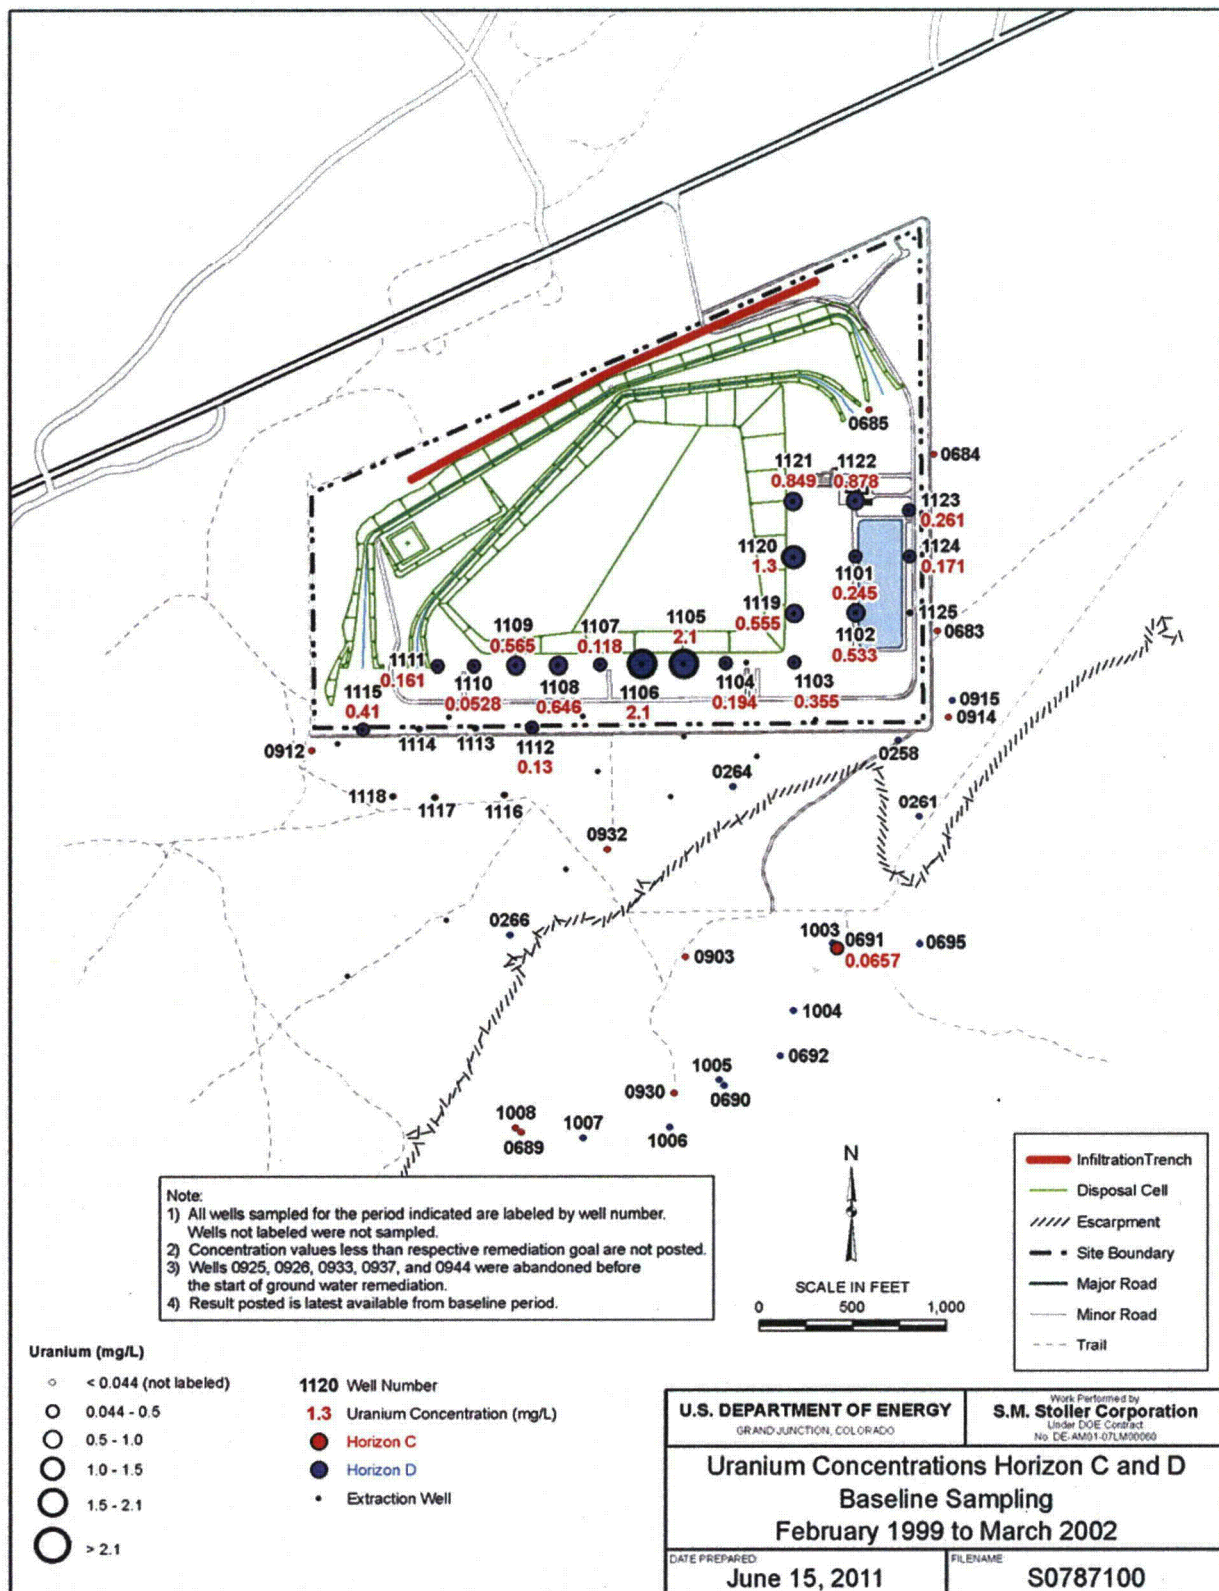 0685
0684
1121
0.849
1122
0.878
1123
0.261
1120
1.3
1124
0.171
1101
0.245
1119
0.555
1125
1102
0.533
0683
1109
0.565
1107
0.118
1105
2.1
1111
0.161
1110
0.0528
1108
0.646
1106
2.1
1104
0.194
1103
0.355
1115
0.41
0915
0914
0912
1114
1113
1112
0.13
0258
0264
1118
1117
1116
0261
0932
0266
0903
1003
0691
0.0657
0695
1004
0692
1005
0690
0930
1008
0689
1007
1006
Note:
1) All wells sampled for the period indicated are labeled by well number.
Wells not labeled were not sampled.
2) Concentration values less than respective remediation goal are not posted.
3) Wells 0925, 0926, 0933, 0937, and 0944 were abandoned before
the start of ground water remediation.
4) Result posted is latest available from baseline period.
N
SCALE IN FEET
0 500 1,000
InfiltrationTrench
Disposal Cell
Escarpment
Site Boundary
Major Road
Minor Road
Trail
Uranium (mg/L)
< 0.044 (not labeled)
0.044 - 0.5
0.5 - 1.0
1.0 - 1.5
1.5 - 2.1
> 2.1
1120 Well Number
1.3 Uranium Concentration (mg/L)
Horizon C
Horizon D
Extraction Well
U.S. DEPARTMENT OF ENERGY
GRAND JUNCTION, COLORADO
Work Performed by
S.M. Stoller Corporation
Under DOE Contract
No. DE-AM01-07LM00060
Uranium Concentrations Horizon C and D
Baseline Sampling
February 1999 to March 2002
DATE PREPARED:
June 15, 2011
FILENAME
S0787100